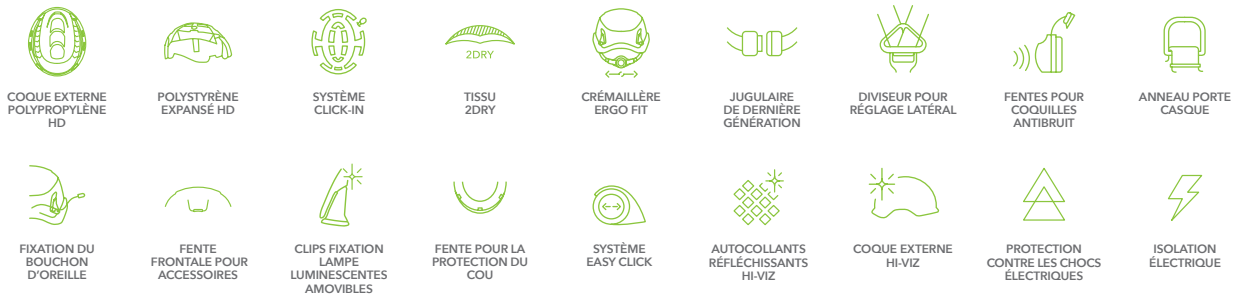 2DRY
COQUE EXTERNE
POLYPROPYLÈNE
HD
POLYSTYRÈNE
EXPANSÉ HD
SYSTÈME
CLICK-IN
TISSU
2DRY
CRÉMAILLÈRE
ERGO FIT
JUGULAIRE
DE DERNIÈRE
GÉNÉRATION
DIVISEUR POUR
RÉGLAGE LATÉRAL
FENTES POUR
COQUILLES
ANTIBRUIT
ANNEAU PORTE
CASQUE
FIXATION DU
BOUCHON
D'OREILLE
FENTE
FRONTALE POUR
ACCESSOIRES
CLIPS FIXATION
LAMPE
LUMINESCENTES
AMOVIBLES
FENTE POUR LA
PROTECTION DU
COU
SYSTÈME
EASY CLICK
AUTOCOLLANTS
RÉFLÉCHISSANTS
HI-VIZ
COQUE EXTERNE
HI-VIZ
PROTECTION
CONTRE LES CHOCS
ÉLECTRIQUES
ISOLATION
ÉLECTRIQUE